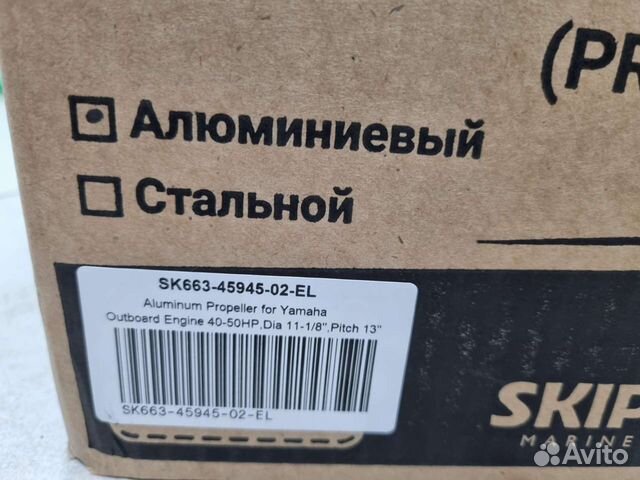 (PR
Алюминиевый
Стальной
SK663-45945-02-EL
Aluminum Propeller for Yamaha
Outboard Engine 40-50HP,Dia 11-1/8",Pitch 13"
SK663-45945-02-EL
SKIP
MARINE
Avito